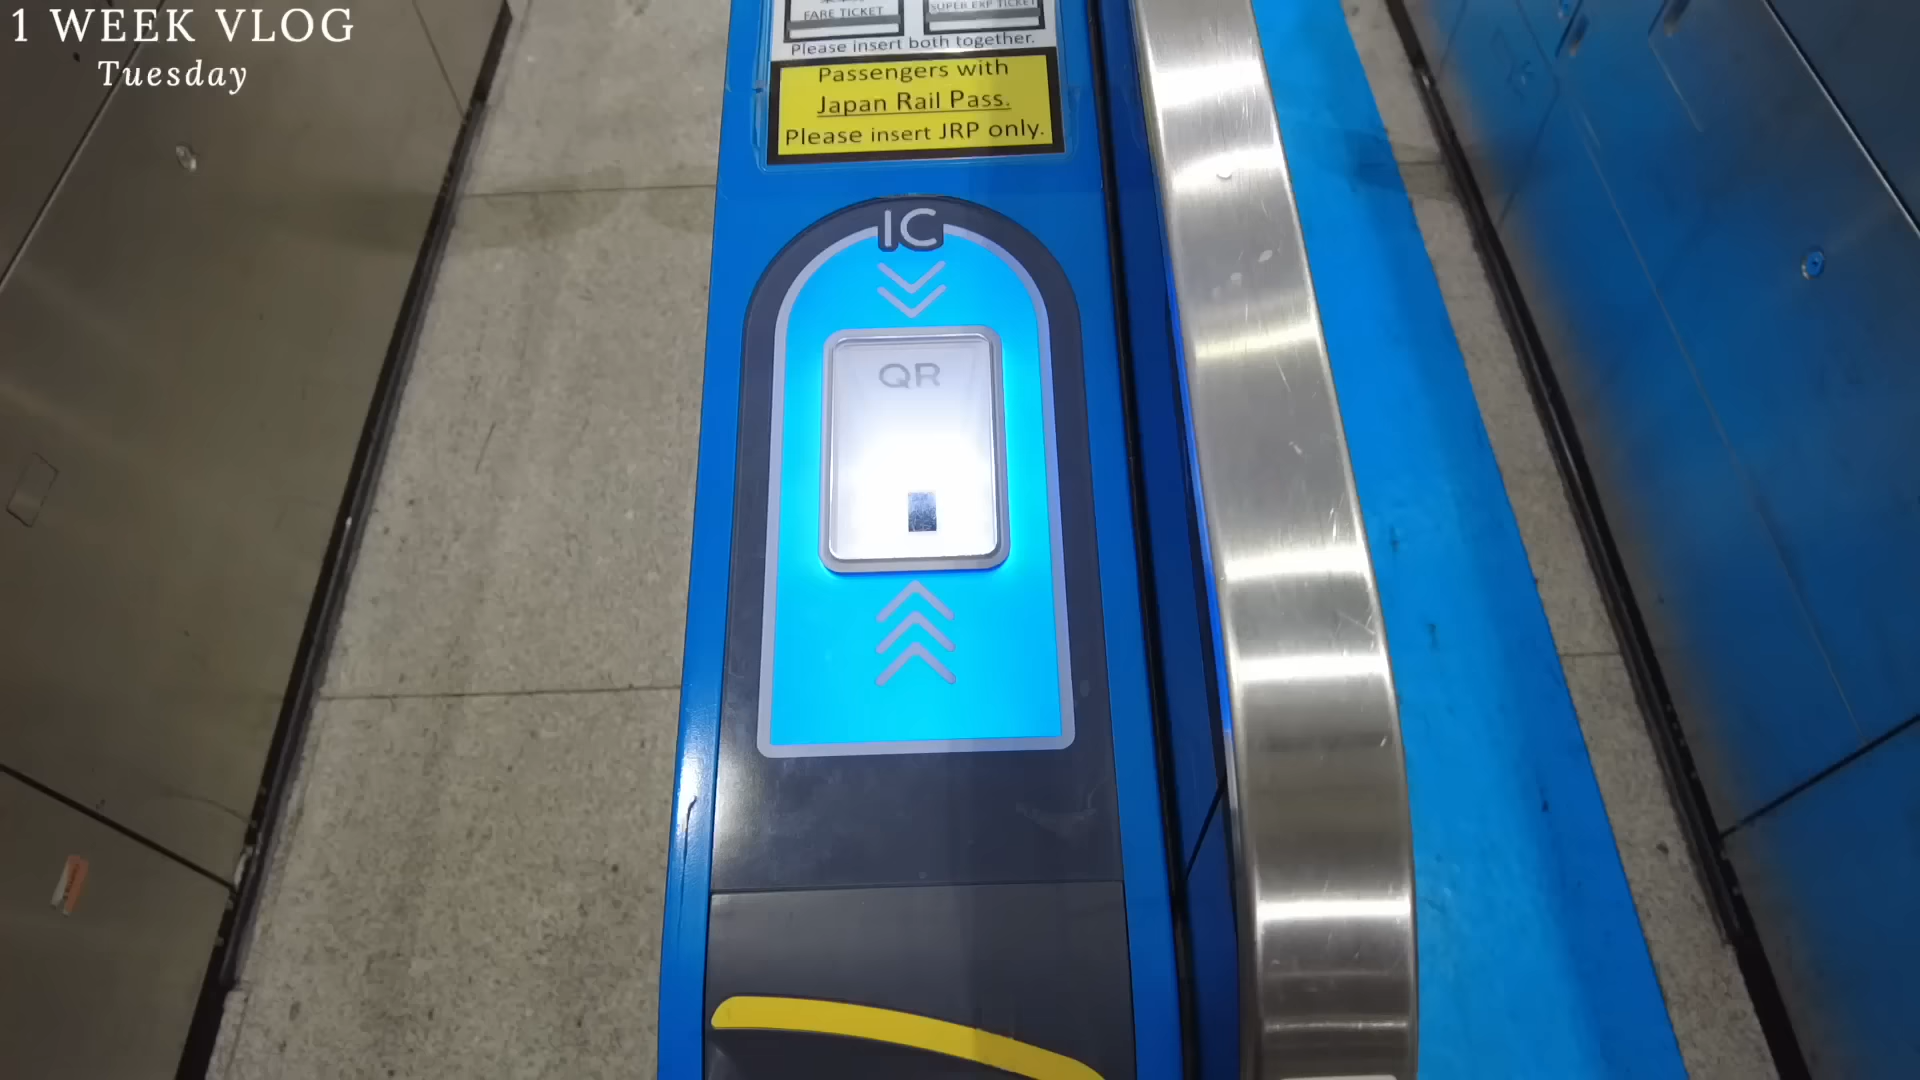 1 WEEK VLOG
Tuesday
FARE TICKET
SUPER EXP TICKET
Please insert both together.
Passengers with
Japan Rail Pass.
Please insert JRP only.
IC
QR